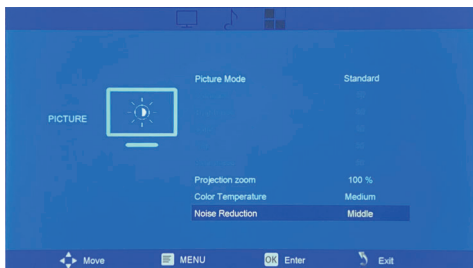 Picture Mode Standard
PICTURE
Projection zoom 100 %
Color Temperature Medium
Noise Reduction Middle
Move MENU OK Enter Exit